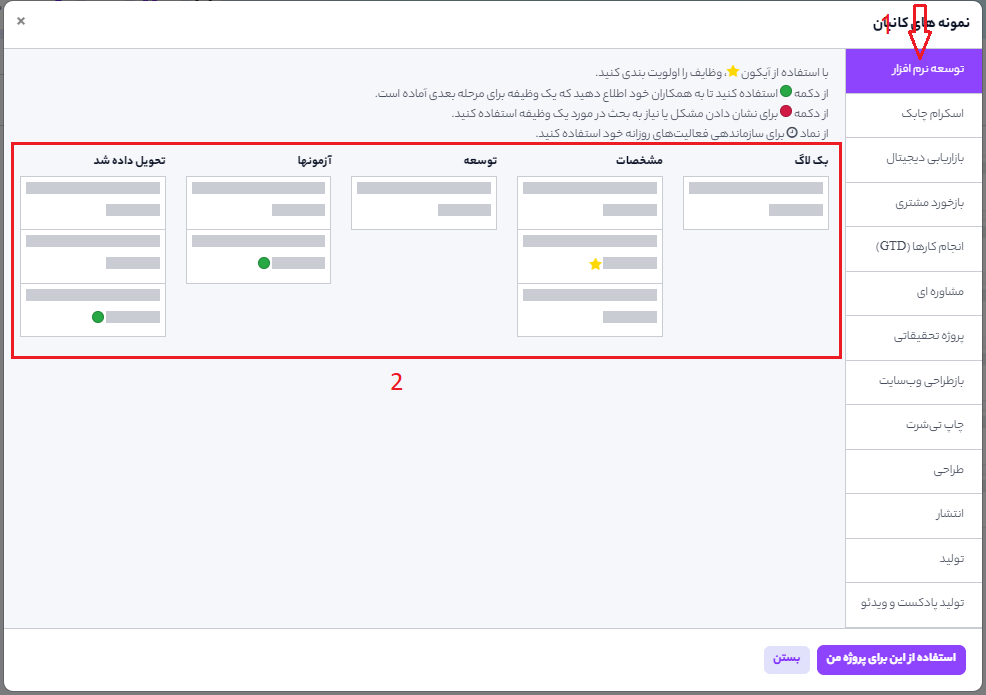 نمونه های کانبان
×
1
توسعه نرم افزار
اسکرام چابک
بازاریابی دیجیتال
بازخورد مشتری
انجام کارها (GTD)
مشاوره ای
پروژه تحقیقاتی
بازطراحی وب‌سایت
چاپ تی‌شرت
طراحی
انتشار
تولید
تولید پادکست و ویدئو
با استفاده از آیکون ⭐، وظایف را اولویت بندی کنید.
از دکمه 🟢 استفاده کنید تا به همکاران خود اطلاع دهید که یک وظیفه برای مرحله بعدی آماده است.
از دکمه 🔴 برای نشان دادن مشکل یا نیاز به بحث در مورد یک وظیفه استفاده کنید.
از نماد 🕒 برای سازماندهی فعالیت‌های روزانه خود استفاده کنید.
بک لاگ مشخصات توسعه آزمونها تحویل داده شد
2
استفاده از این برای پروژه من
بستن